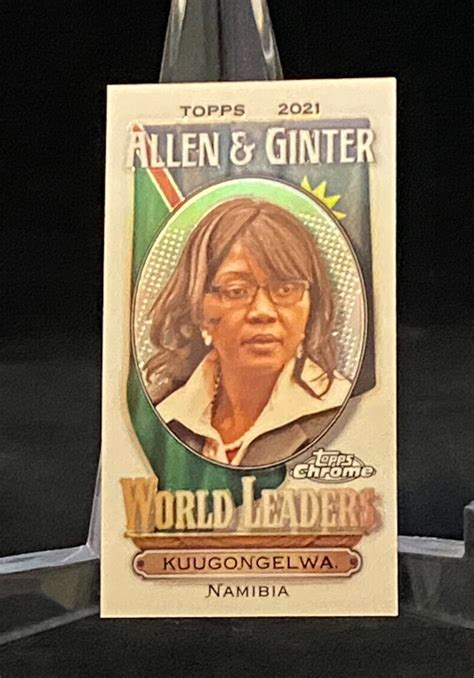 TOPPS 2021
ALLEN & GINTER
topps
Chrome
WORLD LEADERS
KUUGONGELWA
NAMIBIA